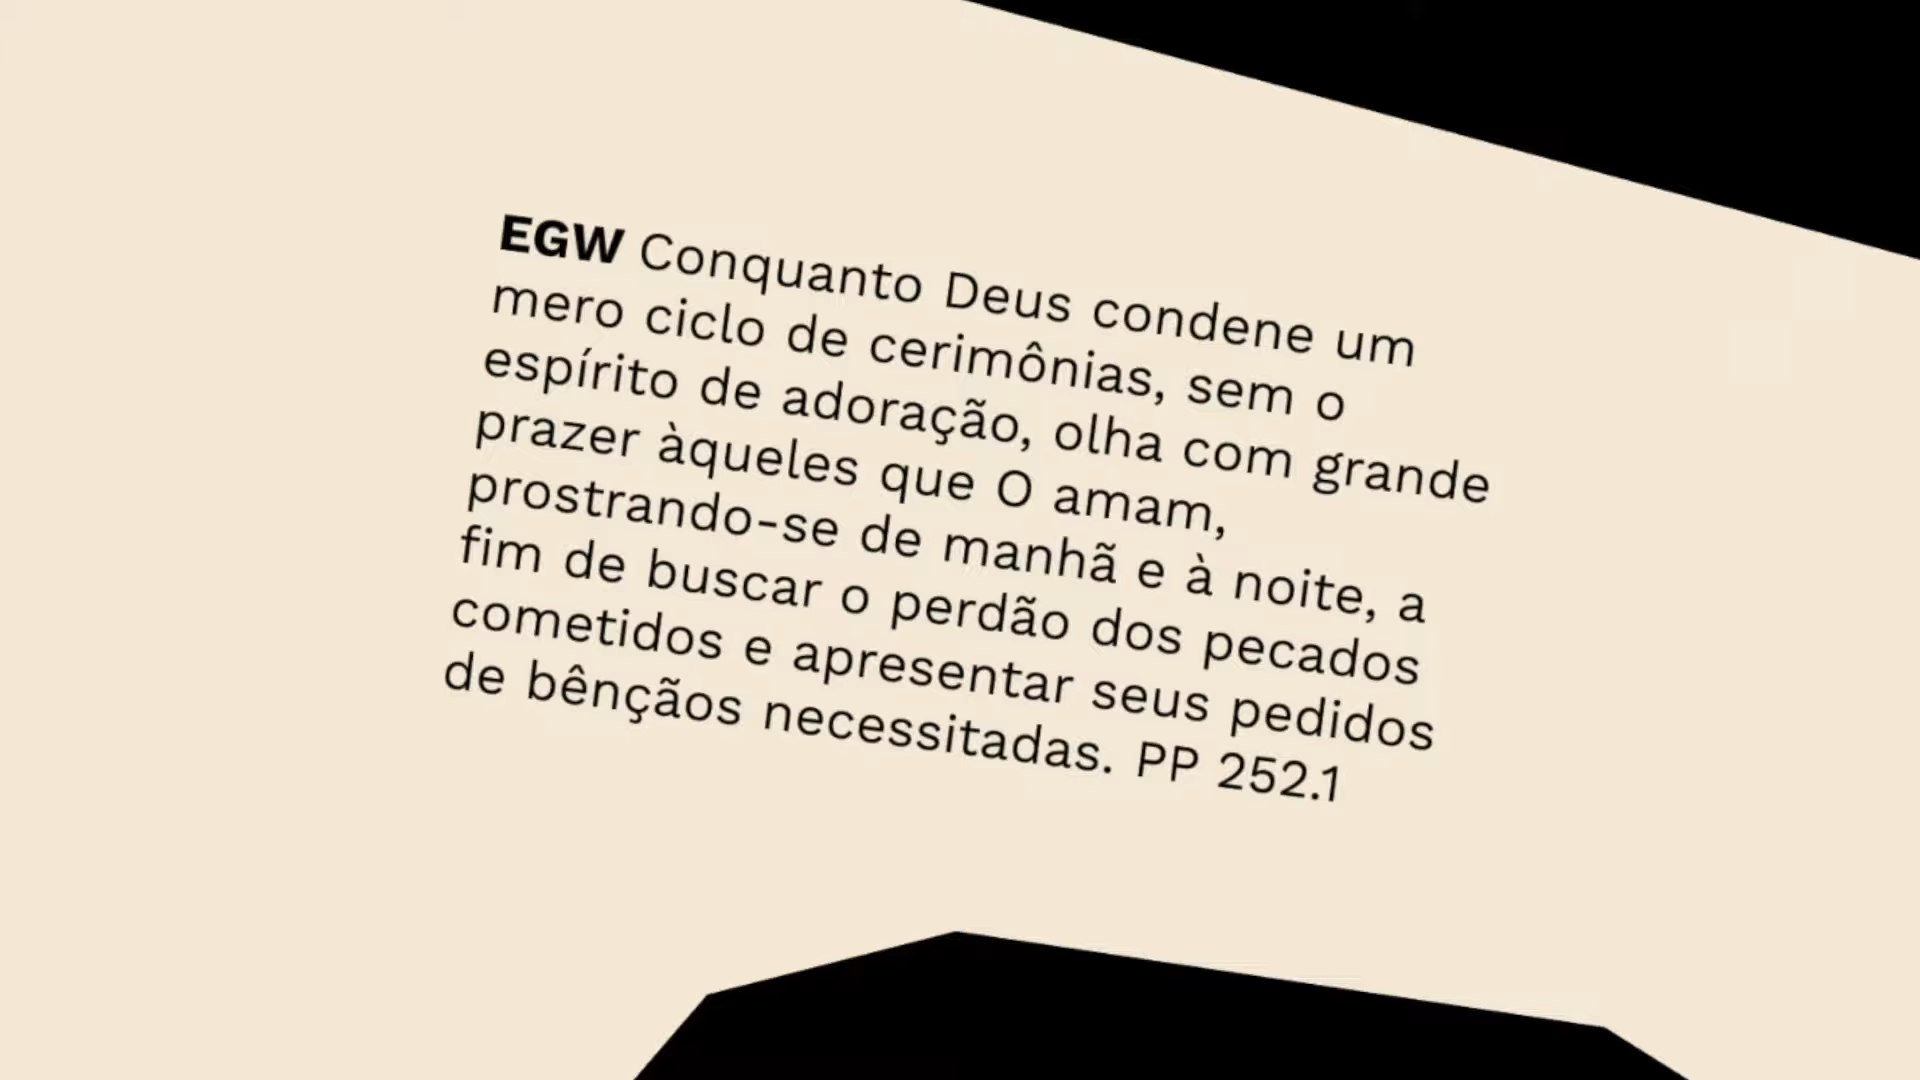 EGW Conquanto Deus condene um
mero ciclo de cerimônias, sem o
espírito de adoração, olha com grande
prazer àqueles que O amam,
prostrando-se de manhã e à noite, a
fim de buscar o perdão dos pecados
cometidos e apresentar seus pedidos
de bênçãos necessitadas. PP 252.1